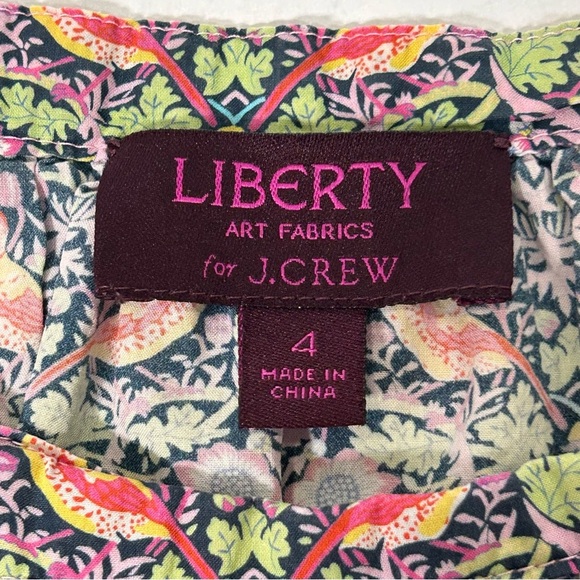 LIBERTY
ART FABRICS
for J.CREW
4
MADE IN
CHINA